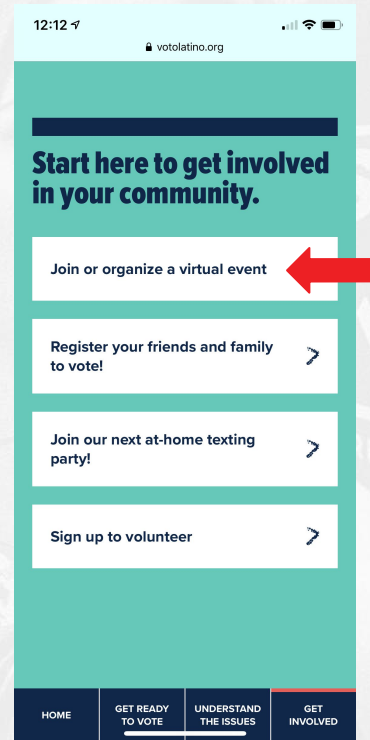 12:12
votolatino.org
Start here to get involved
in your community.
Join or organize a virtual event
Register your friends and family
to vote!
Join our next at-home texting
party!
Sign up to volunteer
HOME
GET READY
TO VOTE
UNDERSTAND
THE ISSUES
GET
INVOLVED